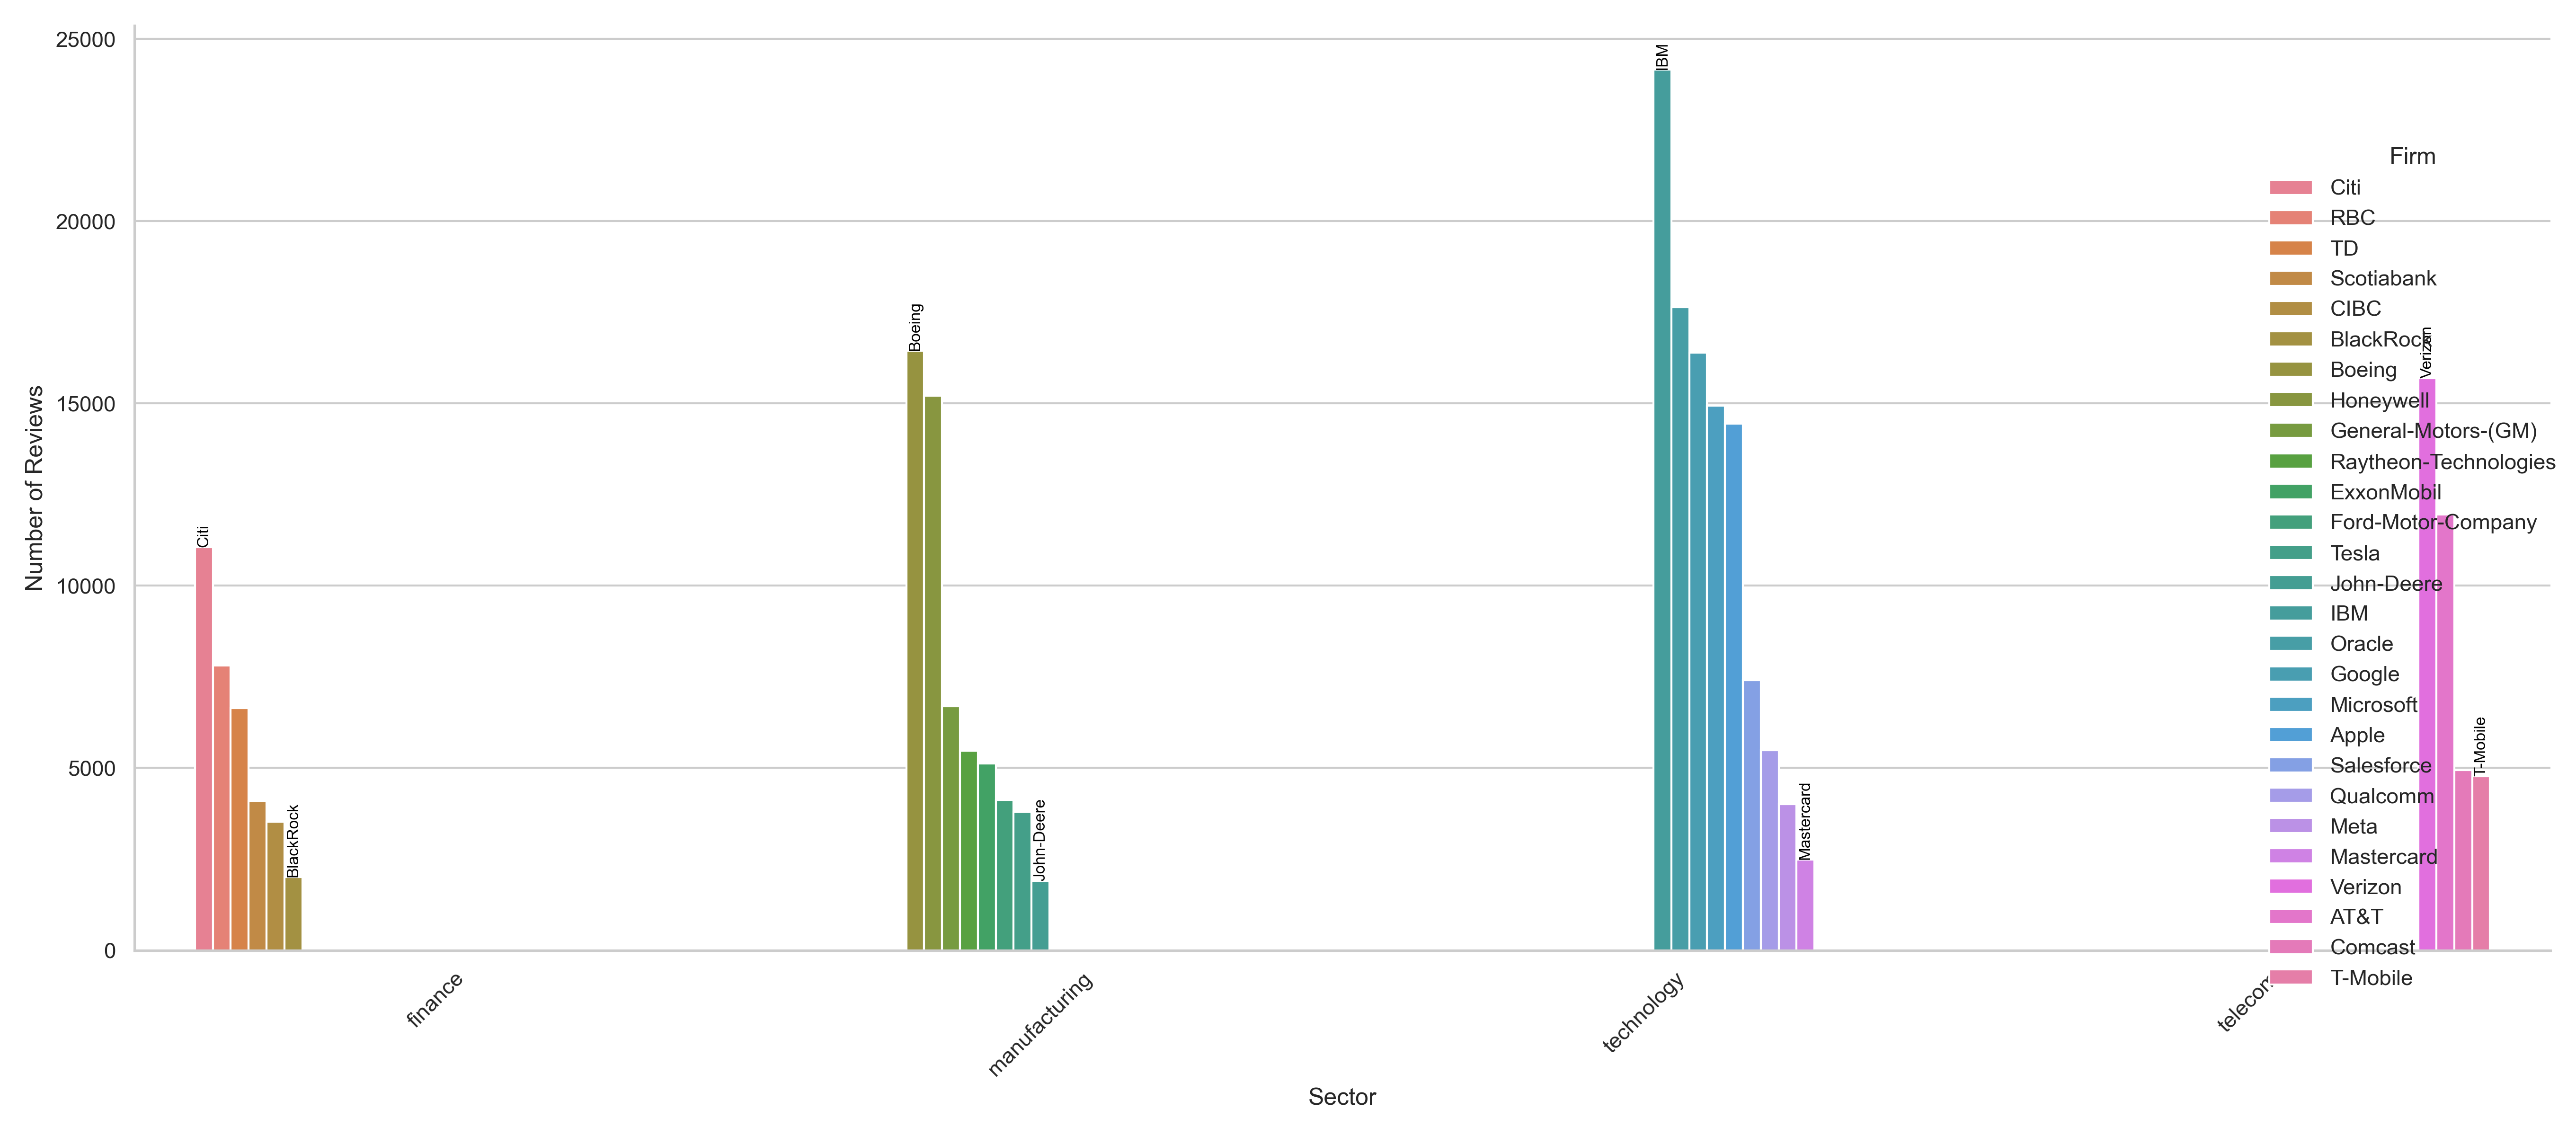 25000
20000
15000
10000
5000
0
Number of Reviews
Citi
BlackRock
Boeing
John-Deere
IBM
Mastercard
Verizon
T-Mobile
finance
manufacturing
technology
Sector
Firm
Citi
RBC
TD
Scotiabank
CIBC
BlackRock
Boeing
Honeywell
General-Motors-(GM)
Raytheon-Technologies
ExxonMobil
Ford-Motor-Company
Tesla
John-Deere
IBM
Oracle
Google
Microsoft
Apple
Salesforce
Qualcomm
Meta
Mastercard
Verizon
AT&T
Comcast
T-Mobile